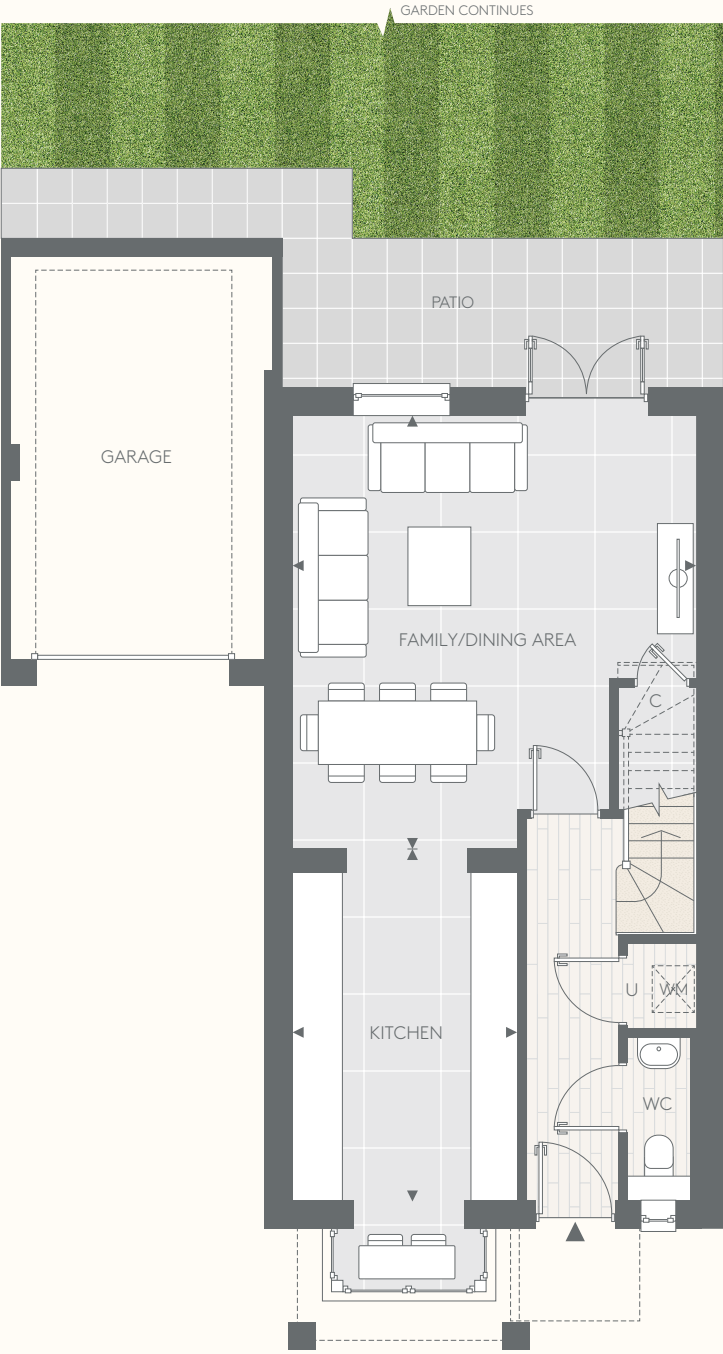 GARDEN CONTINUES
PATIO
GARAGE
FAMILY/DINING AREA
C
U
WM
KITCHEN
WC